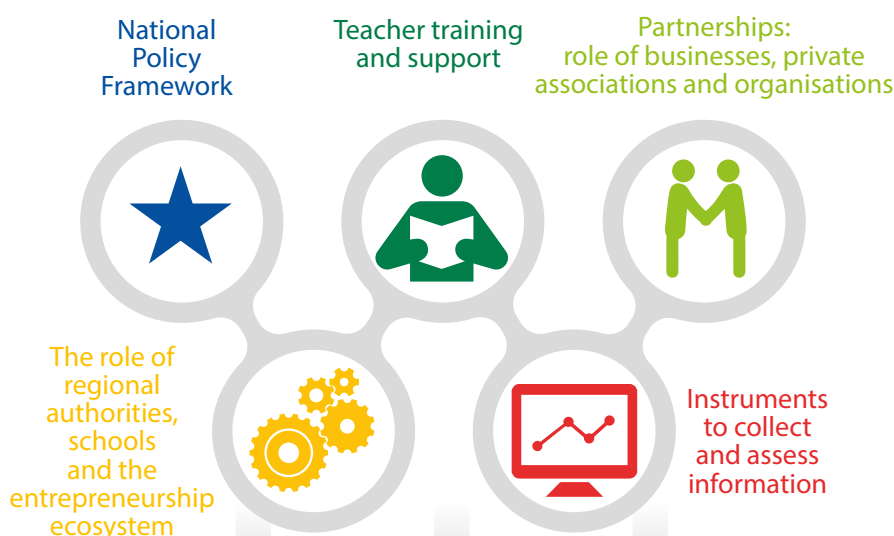 National
Policy
Framework
Teacher training
and support
Partnerships:
role of businesses, private
associations and organisations
The role of
regional
authorities,
schools
and the
entrepreneurship
ecosystem
Instruments
to collect
and assess
information